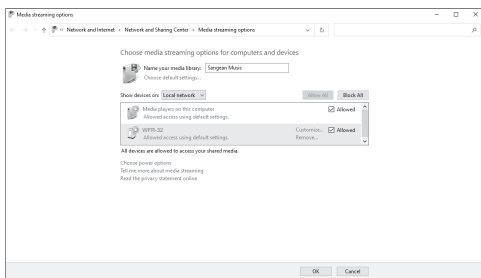 Media streaming options
Network and Internet > Network and Sharing Center > Media streaming options
Choose media streaming options for computers and devices
Name your media library: Sangean Music
Choose default settings...
Show devices on: Local network Allow All Block All
Media players on this computer Allowed
Allowed access using default settings.
WFR-32 Customize... Allowed
Allowed access using default settings. Remove...
All devices are allowed to access your shared media.
Choose power options
Tell me more about media streaming
Read the privacy statement online
OK Cancel